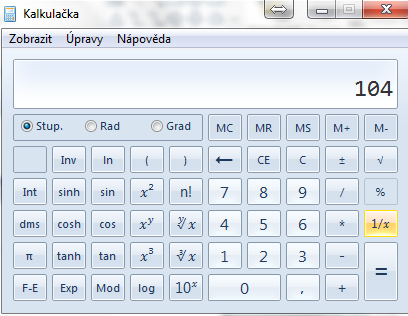 Kalkulačka
Zobrazit Úpravy Nápověda
104
Stup. Rad Grad MC MR MS M+ M-
Inv ln ( ) ← CE C ± √
Int sinh sin x² n! 7 8 9 / %
dms cosh cos xʸ ʸ√x 4 5 6 * 1/x
π tanh tan x³ ³√x 1 2 3 - =
F-E Exp Mod log 10ˣ 0 , +